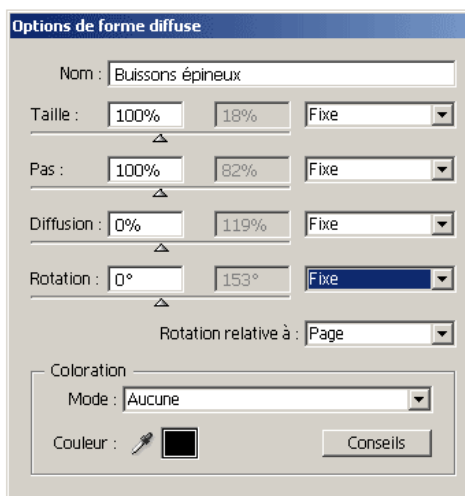 Options de forme diffuse
Nom : Buissons épineux
Taille : 100% 18% Fixe
Pas : 100% 82% Fixe
Diffusion : 0% 119% Fixe
Rotation : 0° 153° Fixe
Rotation relative à : Page
Coloration
Mode : Aucune
Couleur : Conseils